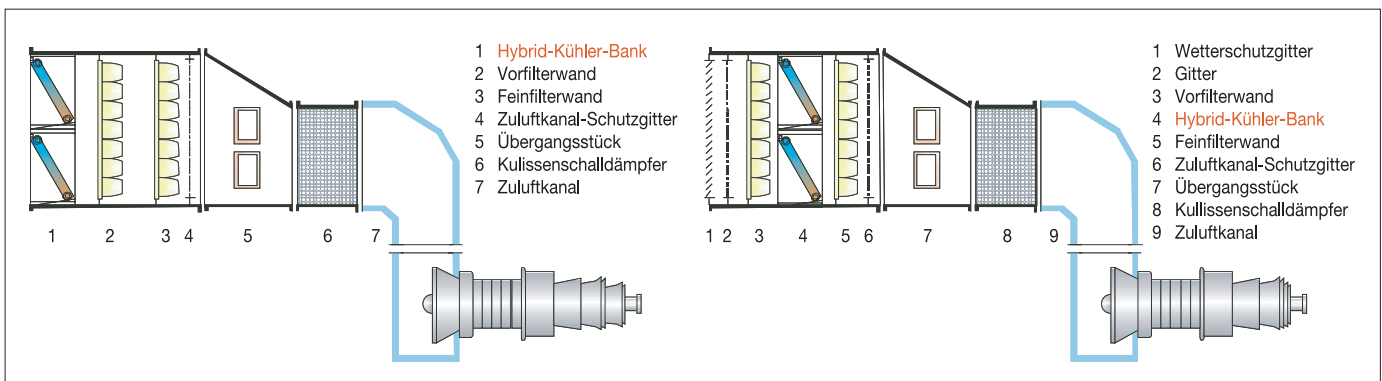 1 Hybrid-Kühler-Bank
2 Vorfilterwand
3 Feinfilterwand
4 Zuluftkanal-Schutzgitter
5 Übergangsstück
6 Kulissenschalldämpfer
7 Zuluftkanal
1 2 3 4 5 6 7
1 Wetterschutzgitter
2 Gitter
3 Vorfilterwand
4 Hybrid-Kühler-Bank
5 Feinfilterwand
6 Zuluftkanal-Schutzgitter
7 Übergangsstück
8 Kullissenschalldämpfer
9 Zuluftkanal
1 2 3 4 5 6 7 8 9